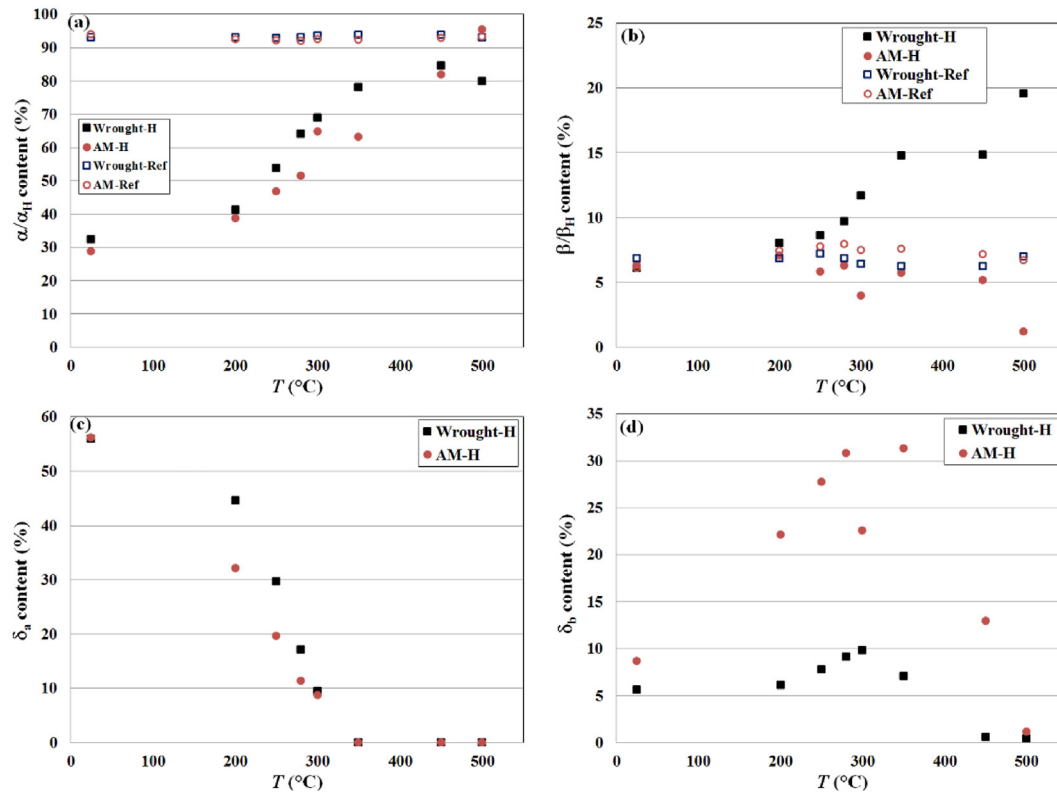 (a)
α/α_H content (%)
100
90
80
70
60
50
40
30
20
10
0
Wrought-H
AM-H
Wrought-Ref
AM-Ref
0 100 200 300 400 500
T (°C)
(b)
β/β_H content (%)
25
20
15
10
5
0
Wrought-H
AM-H
Wrought-Ref
AM-Ref
0 100 200 300 400 500
T (°C)
(c)
δ_a content (%)
60
50
40
30
20
10
0
Wrought-H
AM-H
0 100 200 300 400 500
T (°C)
(d)
δ_b content (%)
35
30
25
20
15
10
5
0
Wrought-H
AM-H
0 100 200 300 400 500
T (°C)